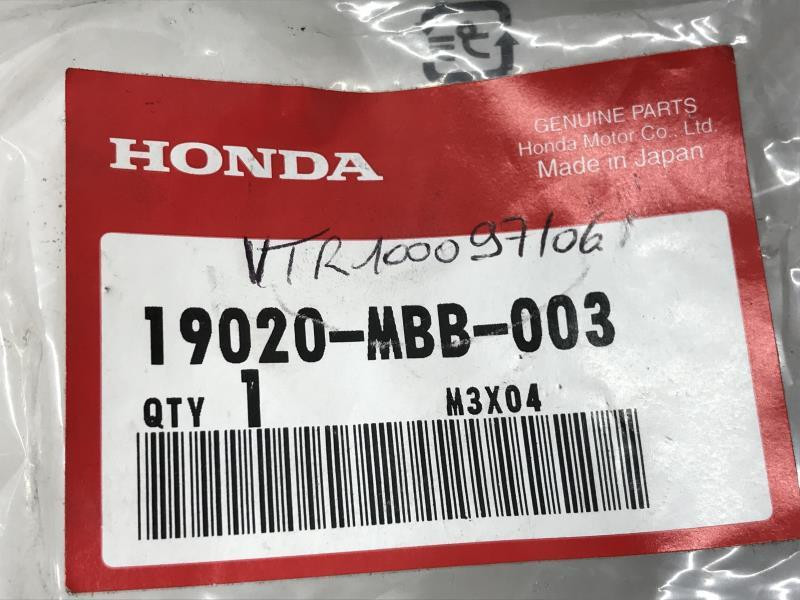 GENUINE PARTS
Honda Motor Co., Ltd.
Made in Japan
HONDA
VTR1000 97/06
19020-MBB-003
QTY 1 M3X04